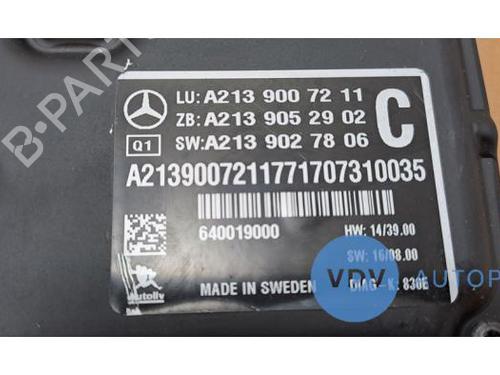 LU: A213 900 72 11
ZB: A213 905 29 02
Q1 SW: A213 902 78 06
C
A2139007211771707310035
640019000
HW: 14/39.00
SW: 16/08.00
DIAG-K: 830E
Autoliv
MADE IN SWEDEN
VDV AUTOP
B-PARTS